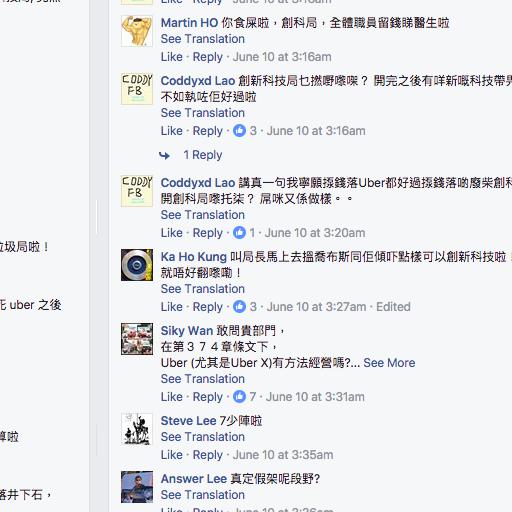 See Translation
Martin HO 你食屎啦，創科局，全體職員留錢睇醫生啦
See Translation
Like · Reply · June 10 at 3:16am
CODDY
FB
Coddyxd Lao 創新科技局乜撚嘢嚟㗎？ 開完之後有咩新嘅科技帶畀
不如執咗佢好過啦
See Translation
Like · Reply · 3 · June 10 at 3:16am
1 Reply
CODDY
FB
Coddyxd Lao 講真一句我寧願掹錢落Uber都好過掹錢落啲廢柴創科
開創科局嚟托柒？ 屌咪又係做樣。。
See Translation
Like · Reply · 1 · June 10 at 3:20am
垃圾局啦！
Ka Ho Kung 叫局長馬上去搵喬布斯同佢傾吓點樣可以創新科技啦！
就唔好翻嚟嘞！
See Translation
死 uber 之後
Like · Reply · 3 · June 10 at 3:27am · Edited
Siky Wan 敢問貴部門，
在第３７４章條文下，
Uber (尤其是Uber X)有方法經營嗎?... See More
See Translation
Like · Reply · 7 · June 10 at 3:31am
Steve Lee 7少陣啦
算啦
See Translation
Like · Reply · June 10 at 3:35am
Answer Lee 真定假架呢段野?
落井下石，
See Translation
Like · Reply · June 10 at 3:36am